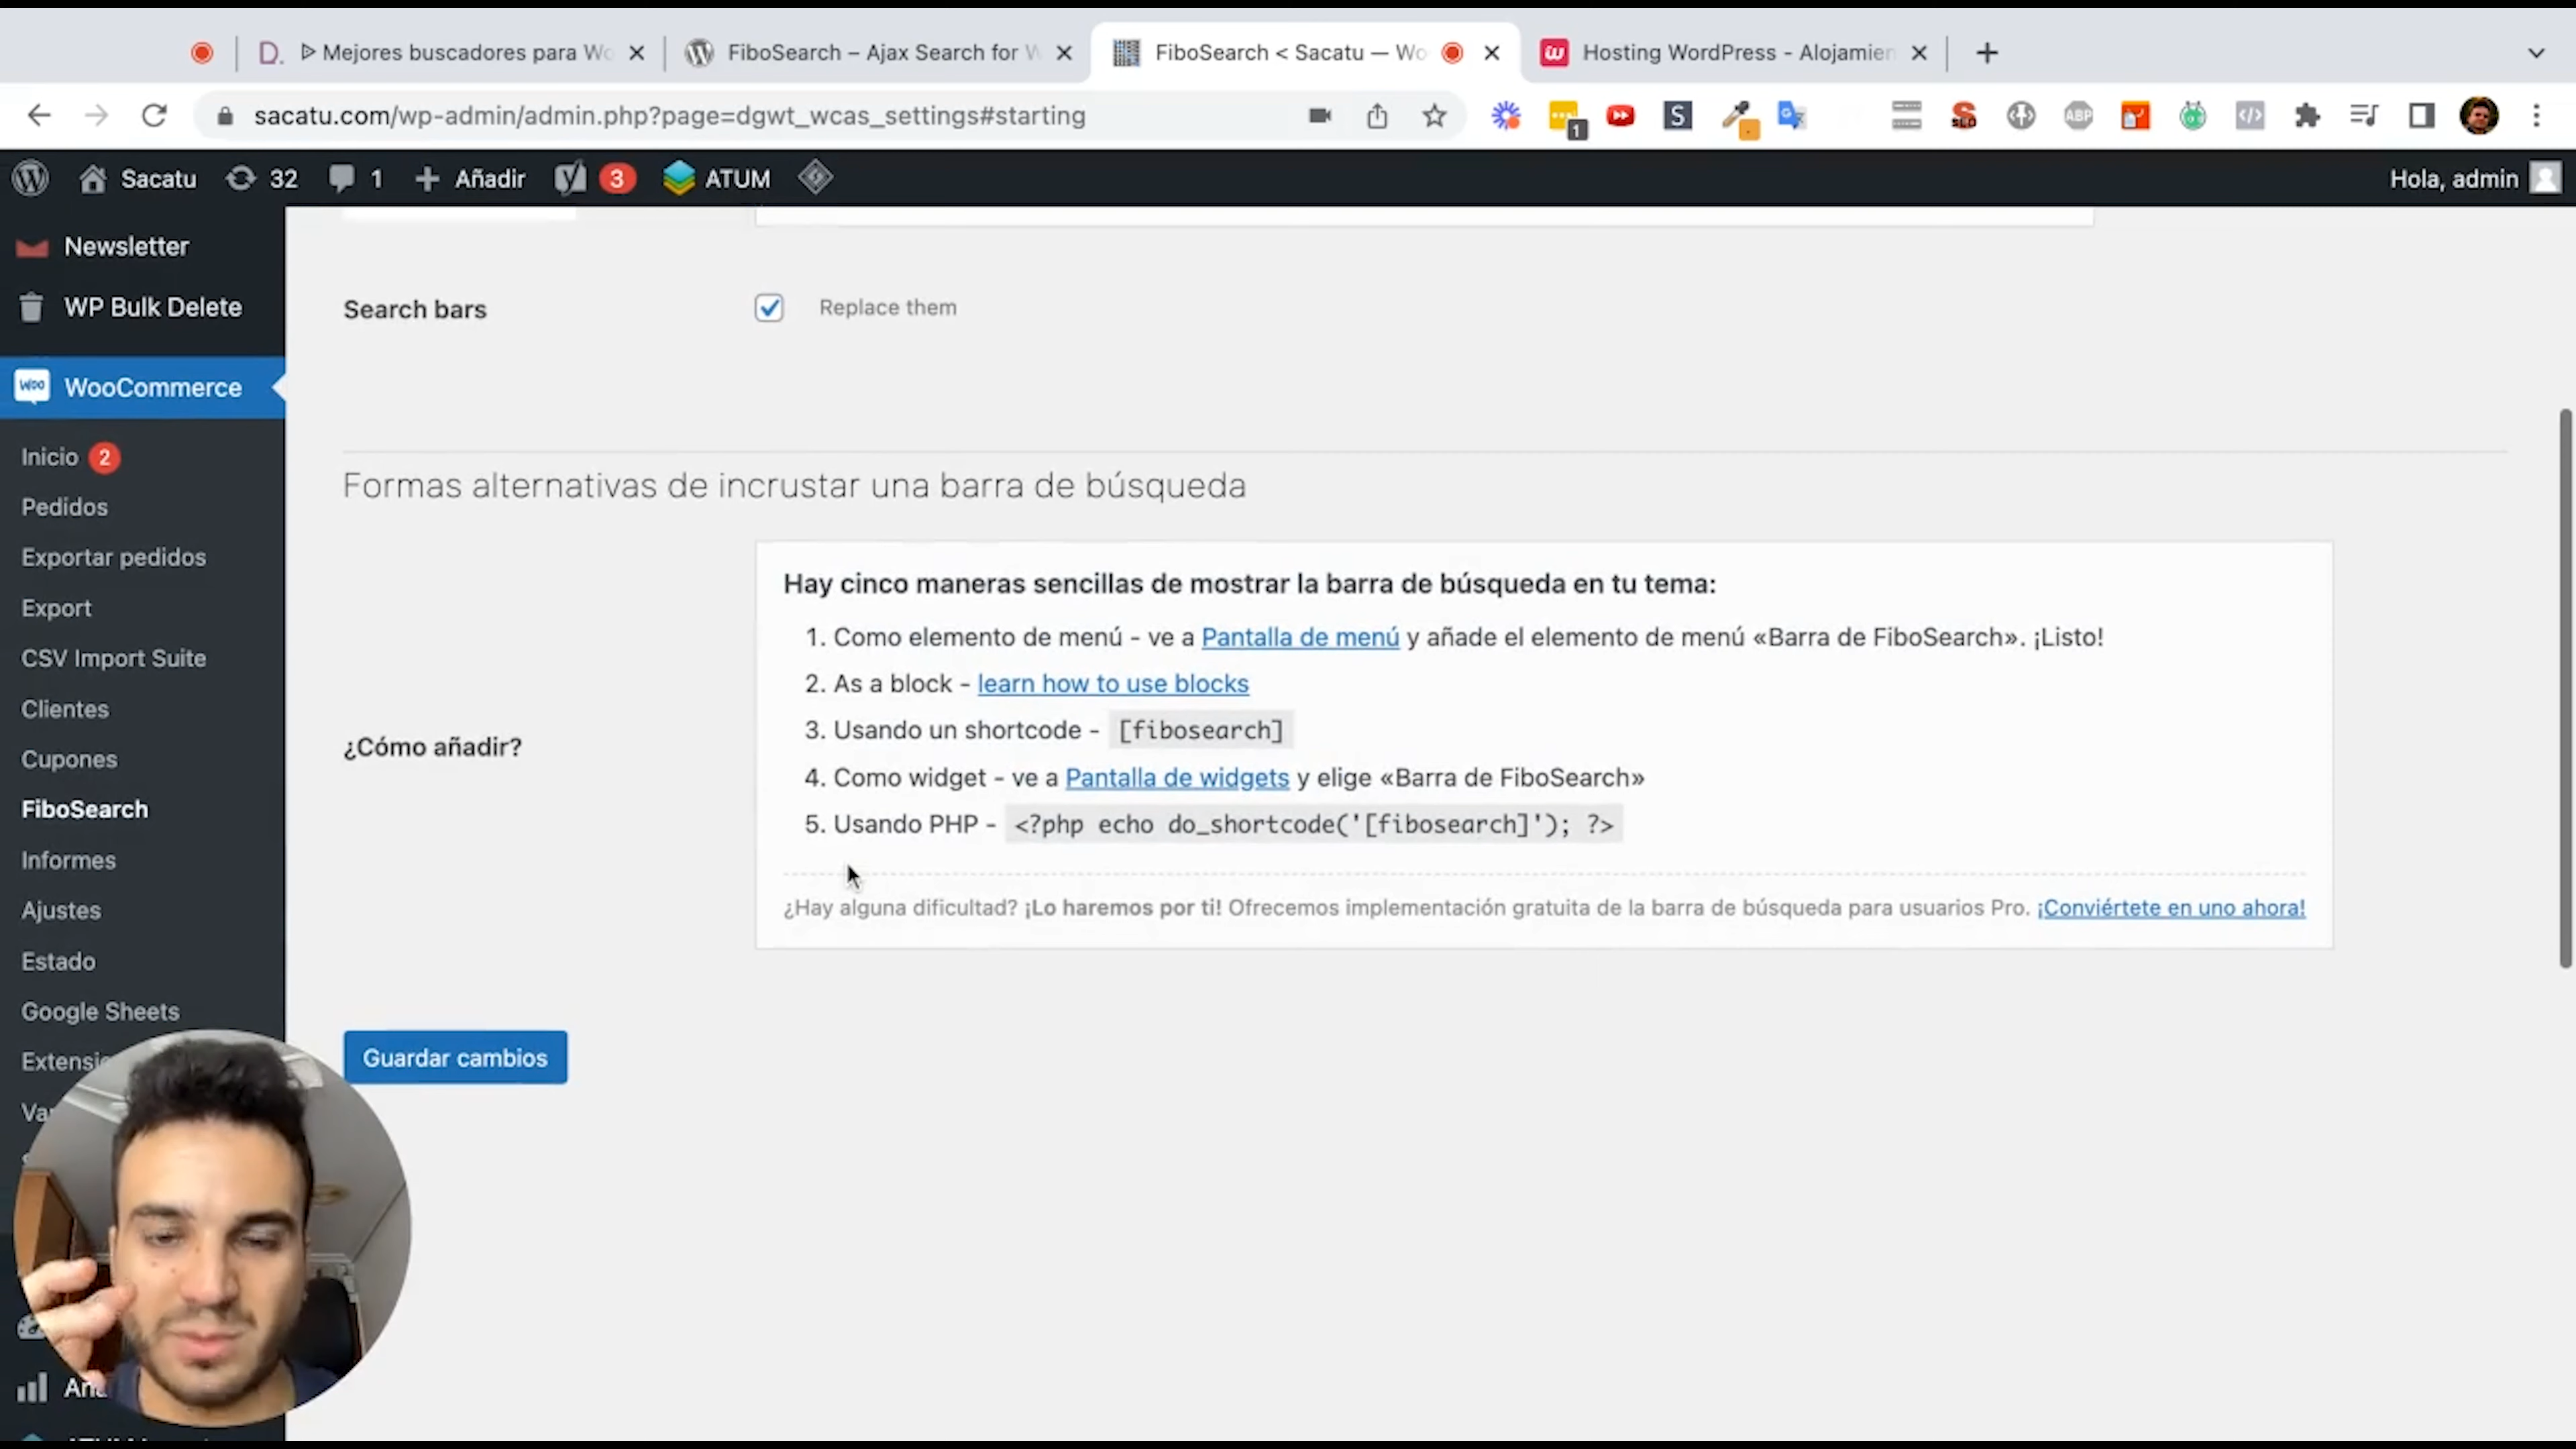 D. Mejores buscadores para Wo
FiboSearch – Ajax Search for W
FiboSearch < Sacatu — Wo
Hosting WordPress - Alojamien
sacatu.com/wp-admin/admin.php?page=dgwt_wcas_settings#starting
1
S
SEO
ABP
Sacatu 32 1 + Añadir 3 ATUM
Hola, admin
Newsletter
WP Bulk Delete
Woo WooCommerce
Inicio 2
Pedidos
Exportar pedidos
Export
CSV Import Suite
Clientes
Cupones
FiboSearch
Informes
Ajustes
Estado
Google Sheets
Search bars
Replace them
Formas alternativas de incrustar una barra de búsqueda
¿Cómo añadir?
Hay cinco maneras sencillas de mostrar la barra de búsqueda en tu tema:
1. Como elemento de menú - ve a Pantalla de menú y añade el elemento de menú «Barra de FiboSearch». ¡Listo!
2. As a block - learn how to use blocks
3. Usando un shortcode - [fibosearch]
4. Como widget - ve a Pantalla de widgets y elige «Barra de FiboSearch»
5. Usando PHP - <?php echo do_shortcode('[fibosearch]'); ?>
¿Hay alguna dificultad? ¡Lo haremos por ti! Ofrecemos implementación gratuita de la barra de búsqueda para usuarios Pro. ¡Conviértete en uno ahora!
Guardar cambios